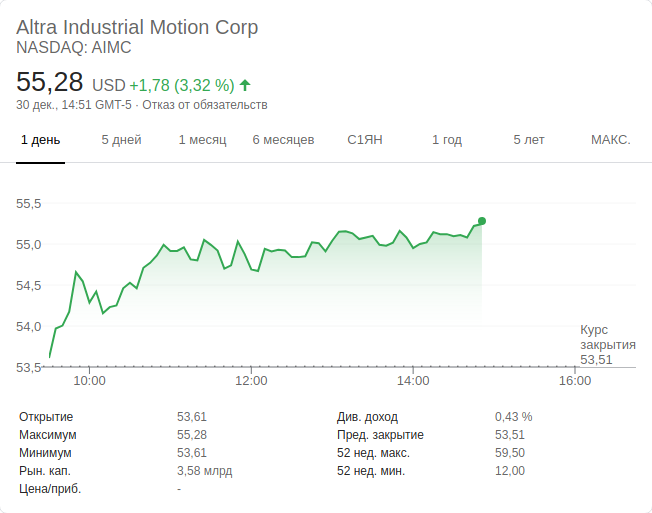 Altra Industrial Motion Corp
NASDAQ: AIMC
55,28 USD +1,78 (3,32 %)
30 дек., 14:51 GMT-5 · Отказ от обязательств
1 день 5 дней 1 месяц 6 месяцев С1ЯН 1 год 5 лет МАКС.
55,5
55,0
54,5
54,0
Курс
закрытия
53,51
53,5
10:00 12:00 14:00 16:00
Открытие 53,61 Див. доход 0,43 %
Максимум 55,28 Пред. закрытие 53,51
Минимум 53,61 52 нед. макс. 59,50
Рын. кап. 3,58 млрд 52 нед. мин. 12,00
Цена/приб. -